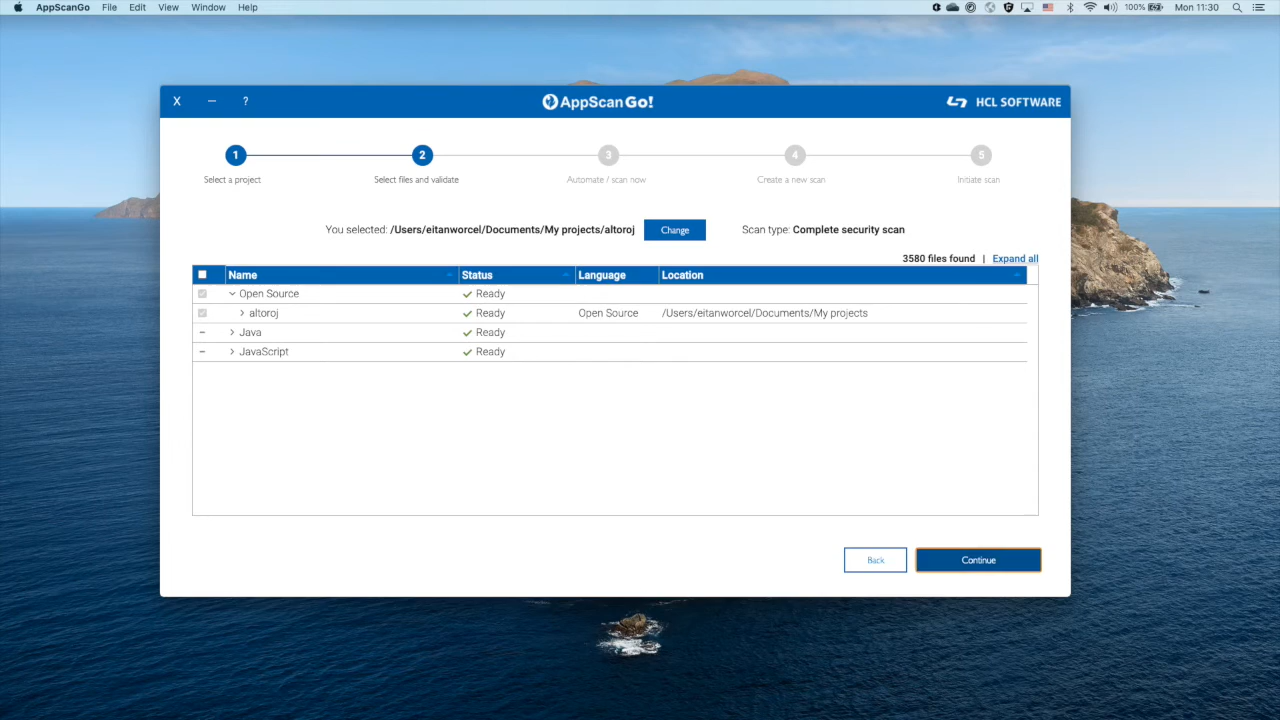 AppScanGo File Edit View Window Help 100% Mon 11:30
X — ? AppScan Go! HCL SOFTWARE
1 2 3 4 5
Select a project Select files and validate Automate / scan now Create a new scan Initiate scan
You selected: /Users/eitanworcel/Documents/My projects/altoroj Change Scan type: Complete security scan
3580 files found | Expand all
Name Status Language Location
Open Source Ready
altoroj Ready Open Source /Users/eitanworcel/Documents/My projects
Java Ready
JavaScript Ready
Back Continue